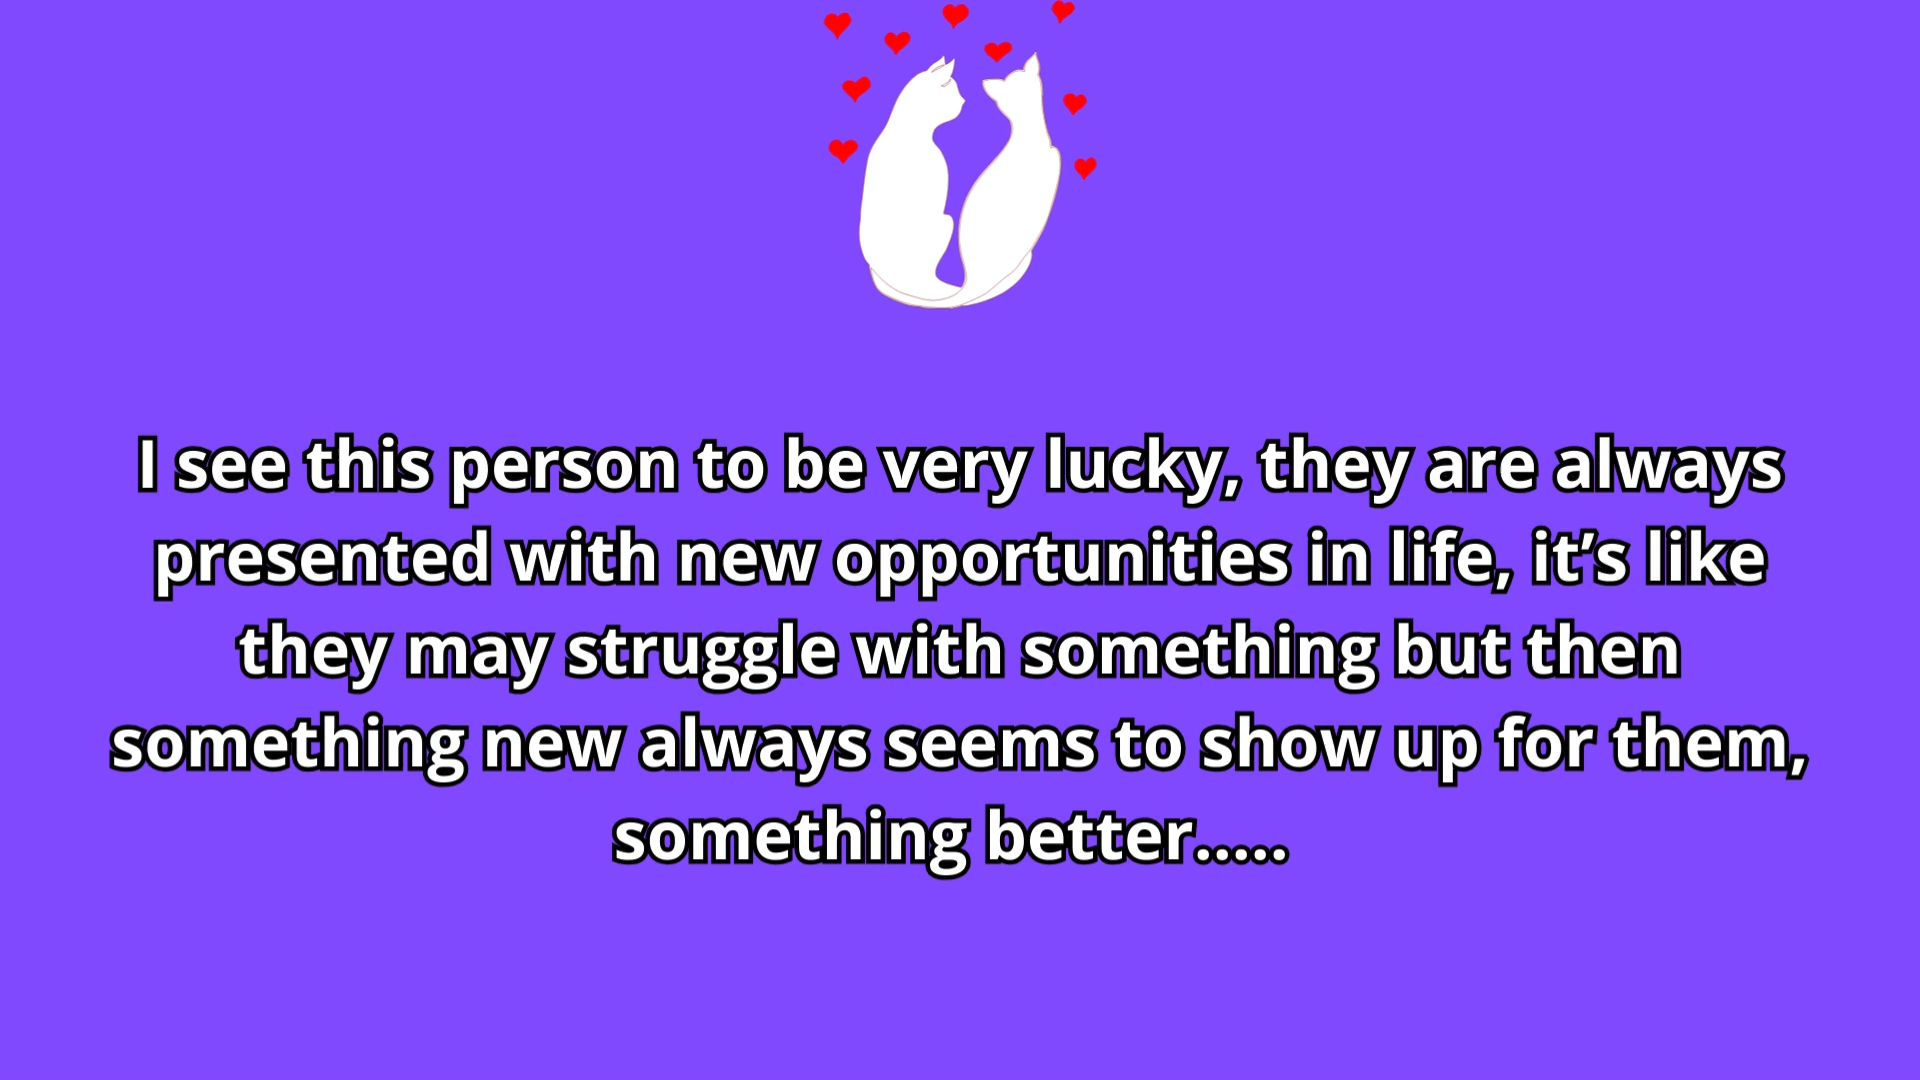 I see this person to be very lucky, they are always
presented with new opportunities in life, it’s like
they may struggle with something but then
something new always seems to show up for them,
something better.....